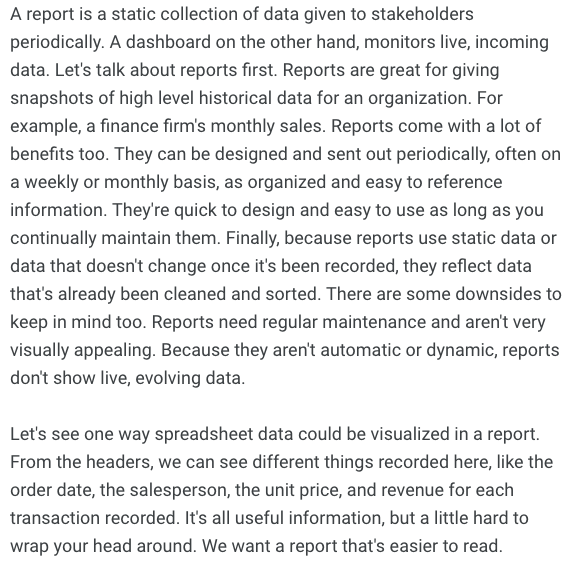 A report is a static collection of data given to stakeholders
periodically. A dashboard on the other hand, monitors live, incoming
data. Let's talk about reports first. Reports are great for giving
snapshots of high level historical data for an organization. For
example, a finance firm's monthly sales. Reports come with a lot of
benefits too. They can be designed and sent out periodically, often on
a weekly or monthly basis, as organized and easy to reference
information. They're quick to design and easy to use as long as you
continually maintain them. Finally, because reports use static data or
data that doesn't change once it's been recorded, they reflect data
that's already been cleaned and sorted. There are some downsides to
keep in mind too. Reports need regular maintenance and aren't very
visually appealing. Because they aren't automatic or dynamic, reports
don't show live, evolving data.

Let's see one way spreadsheet data could be visualized in a report.
From the headers, we can see different things recorded here, like the
order date, the salesperson, the unit price, and revenue for each
transaction recorded. It's all useful information, but a little hard to
wrap your head around. We want a report that's easier to read.